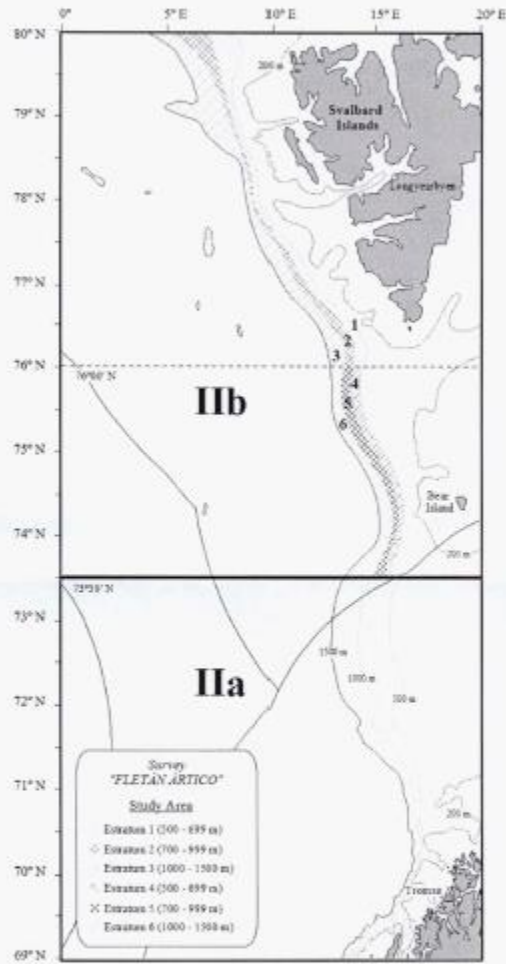 0°
5° E
10° E
15° E
20° E
80° N
79° N
78° N
77° N
76° N
75° N
74° N
73° N
72° N
71° N
70° N
69° N
200 m
Svalbard
Islands
Longyearbyen
1
2
3
76°00' N
4
5
6
IIb
Bear
Island
200 m
73°30' N
1500 m
1000 m
500 m
IIa
200 m
Tromsø
Survey
"FLETÁN ÁRTICO"
Study Area
Estratum 1 (500 - 699 m)
Estratum 2 (700 - 999 m)
Estratum 3 (1000 - 1500 m)
Estratum 4 (500 - 699 m)
Estratum 5 (700 - 999 m)
Estratum 6 (1000 - 1500 m)